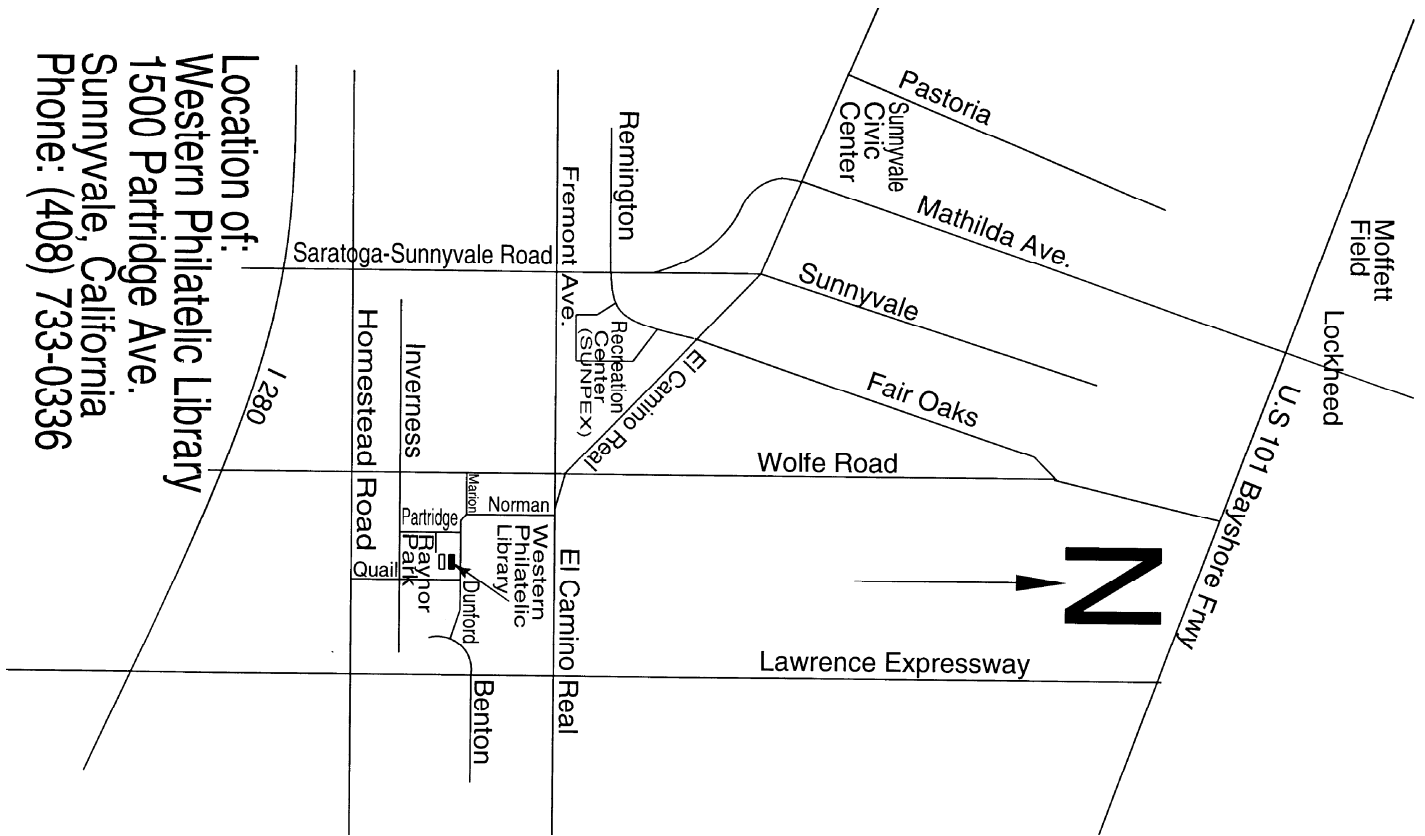 Location of:
Western Philatelic Library
1500 Partridge Ave.
Sunnyvale, California
Phone: (408) 733-0336
Moffett
Field
Lockheed
U.S 101 Bayshore Frwy
Pastoria
Sunnyvale
Civic
Center
Mathilda Ave.
Sunnyvale
Fair Oaks
Wolfe Road
Lawrence Expressway
N
Remington
Fremont Ave.
Saratoga-Sunnyvale Road
Recreation
Center
(SUNPEX)
El Camino Real
Homestead Road
Inverness
I 280
Marion
Norman
Partridge
Raynor
Park
Quail
Western
Philatelic
Library
Dunford
El Camino Real
Benton